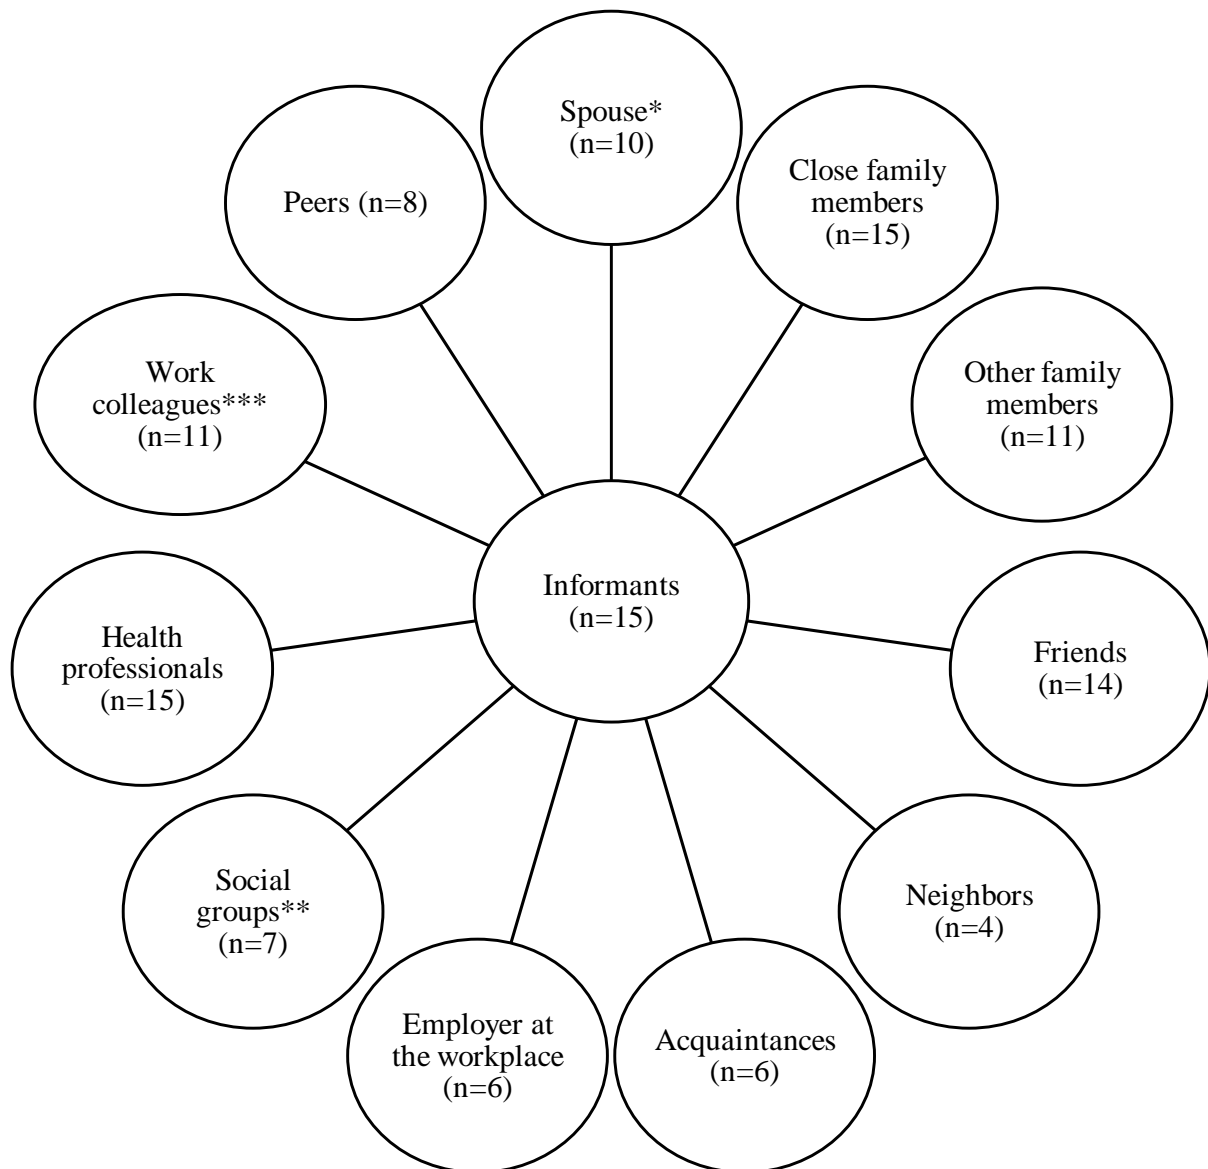 Spouse*
(n=10)
Close family
members
(n=15)
Peers (n=8)
Other family
members
(n=11)
Work
colleagues***
(n=11)
Informants
(n=15)
Health
professionals
(n=15)
Friends
(n=14)
Social
groups**
(n=7)
Neighbors
(n=4)
Employer at
the workplace
(n=6)
Acquaintances
(n=6)